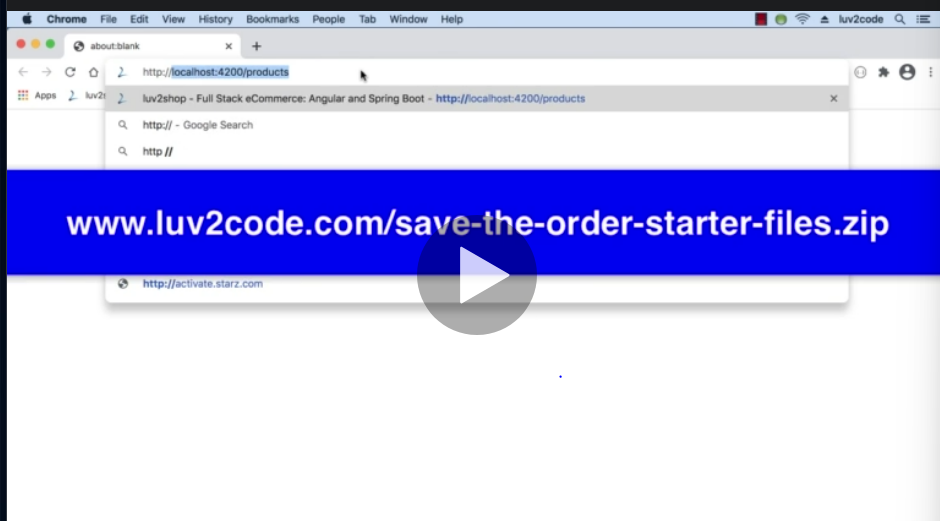 Chrome File Edit View History Bookmarks People Tab Window Help luv2code
about:blank
http://localhost:4200/products
Apps luv2s
luv2shop - Full Stack eCommerce: Angular and Spring Boot - http://localhost:4200/products
http:// - Google Search
http //
www.luv2code.com/save-the-order-starter-files.zip
http://activate.starz.com